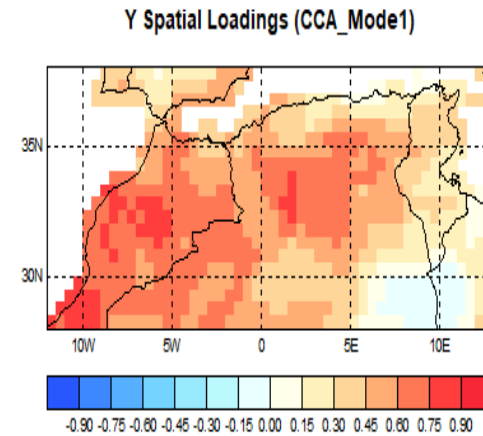 Y Spatial Loadings (CCA_Mode1)
35N
30N
10W 5W 0 5E 10E
-0.90 -0.75 -0.60 -0.45 -0.30 -0.15 0.00 0.15 0.30 0.45 0.60 0.75 0.90